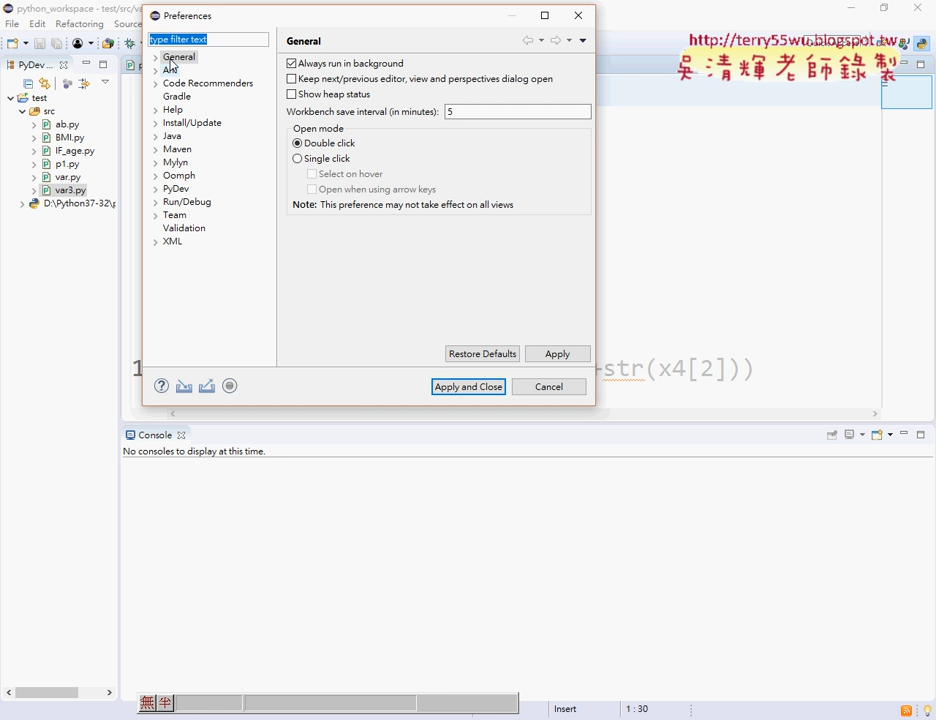 python_workspace - test/src/va
File Edit Refactoring Source
PyDev ...
test
src
ab.py
BMI.py
IF_age.py
p1.py
var.py
var3.py
D:\Python37-32\p
Preferences
type filter text
General
Ant
Code Recommenders
Gradle
Help
Install/Update
Java
Maven
Mylyn
Oomph
PyDev
Run/Debug
Team
Validation
XML
General
Always run in background
Keep next/previous editor, view and perspectives dialog open
Show heap status
Workbench save interval (in minutes): 5
Open mode
Double click
Single click
Select on hover
Open when using arrow keys
Note: This preference may not take effect on all views
Restore Defaults Apply
Apply and Close Cancel
http://terry55wu.blogspot.tw
吳清輝老師錄製
str(x4[2]))
Console
No consoles to display at this time.
無 半
Insert 1 : 30